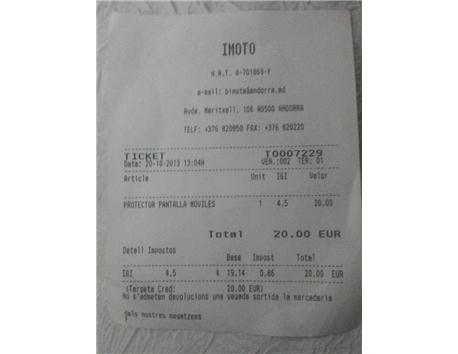 IMOTO
N.R.T. A-701869-V
e-mail: bimoto@andorra.ad
Avda. Meritxell, 106 AD500 ANDORRA
TELF: +376 820850 FAX: +376 820220
TICKET T0007229
Data: 20-10-2013 13:04H VEN.:002 TER: 01
Article Unit IGI Valor
PROTECTOR PANTALLA MOVILES 1 4.5 20.00
Total 20.00 EUR
Detall Impostos
Base Impost Total
IGI 4.5 % 19.14 0.86 20.00 EUR
(Targeta Cred: 20.00 EUR)
No s'admeten devolucions una vegada sortida la mercaderia
dels nostres magatzems